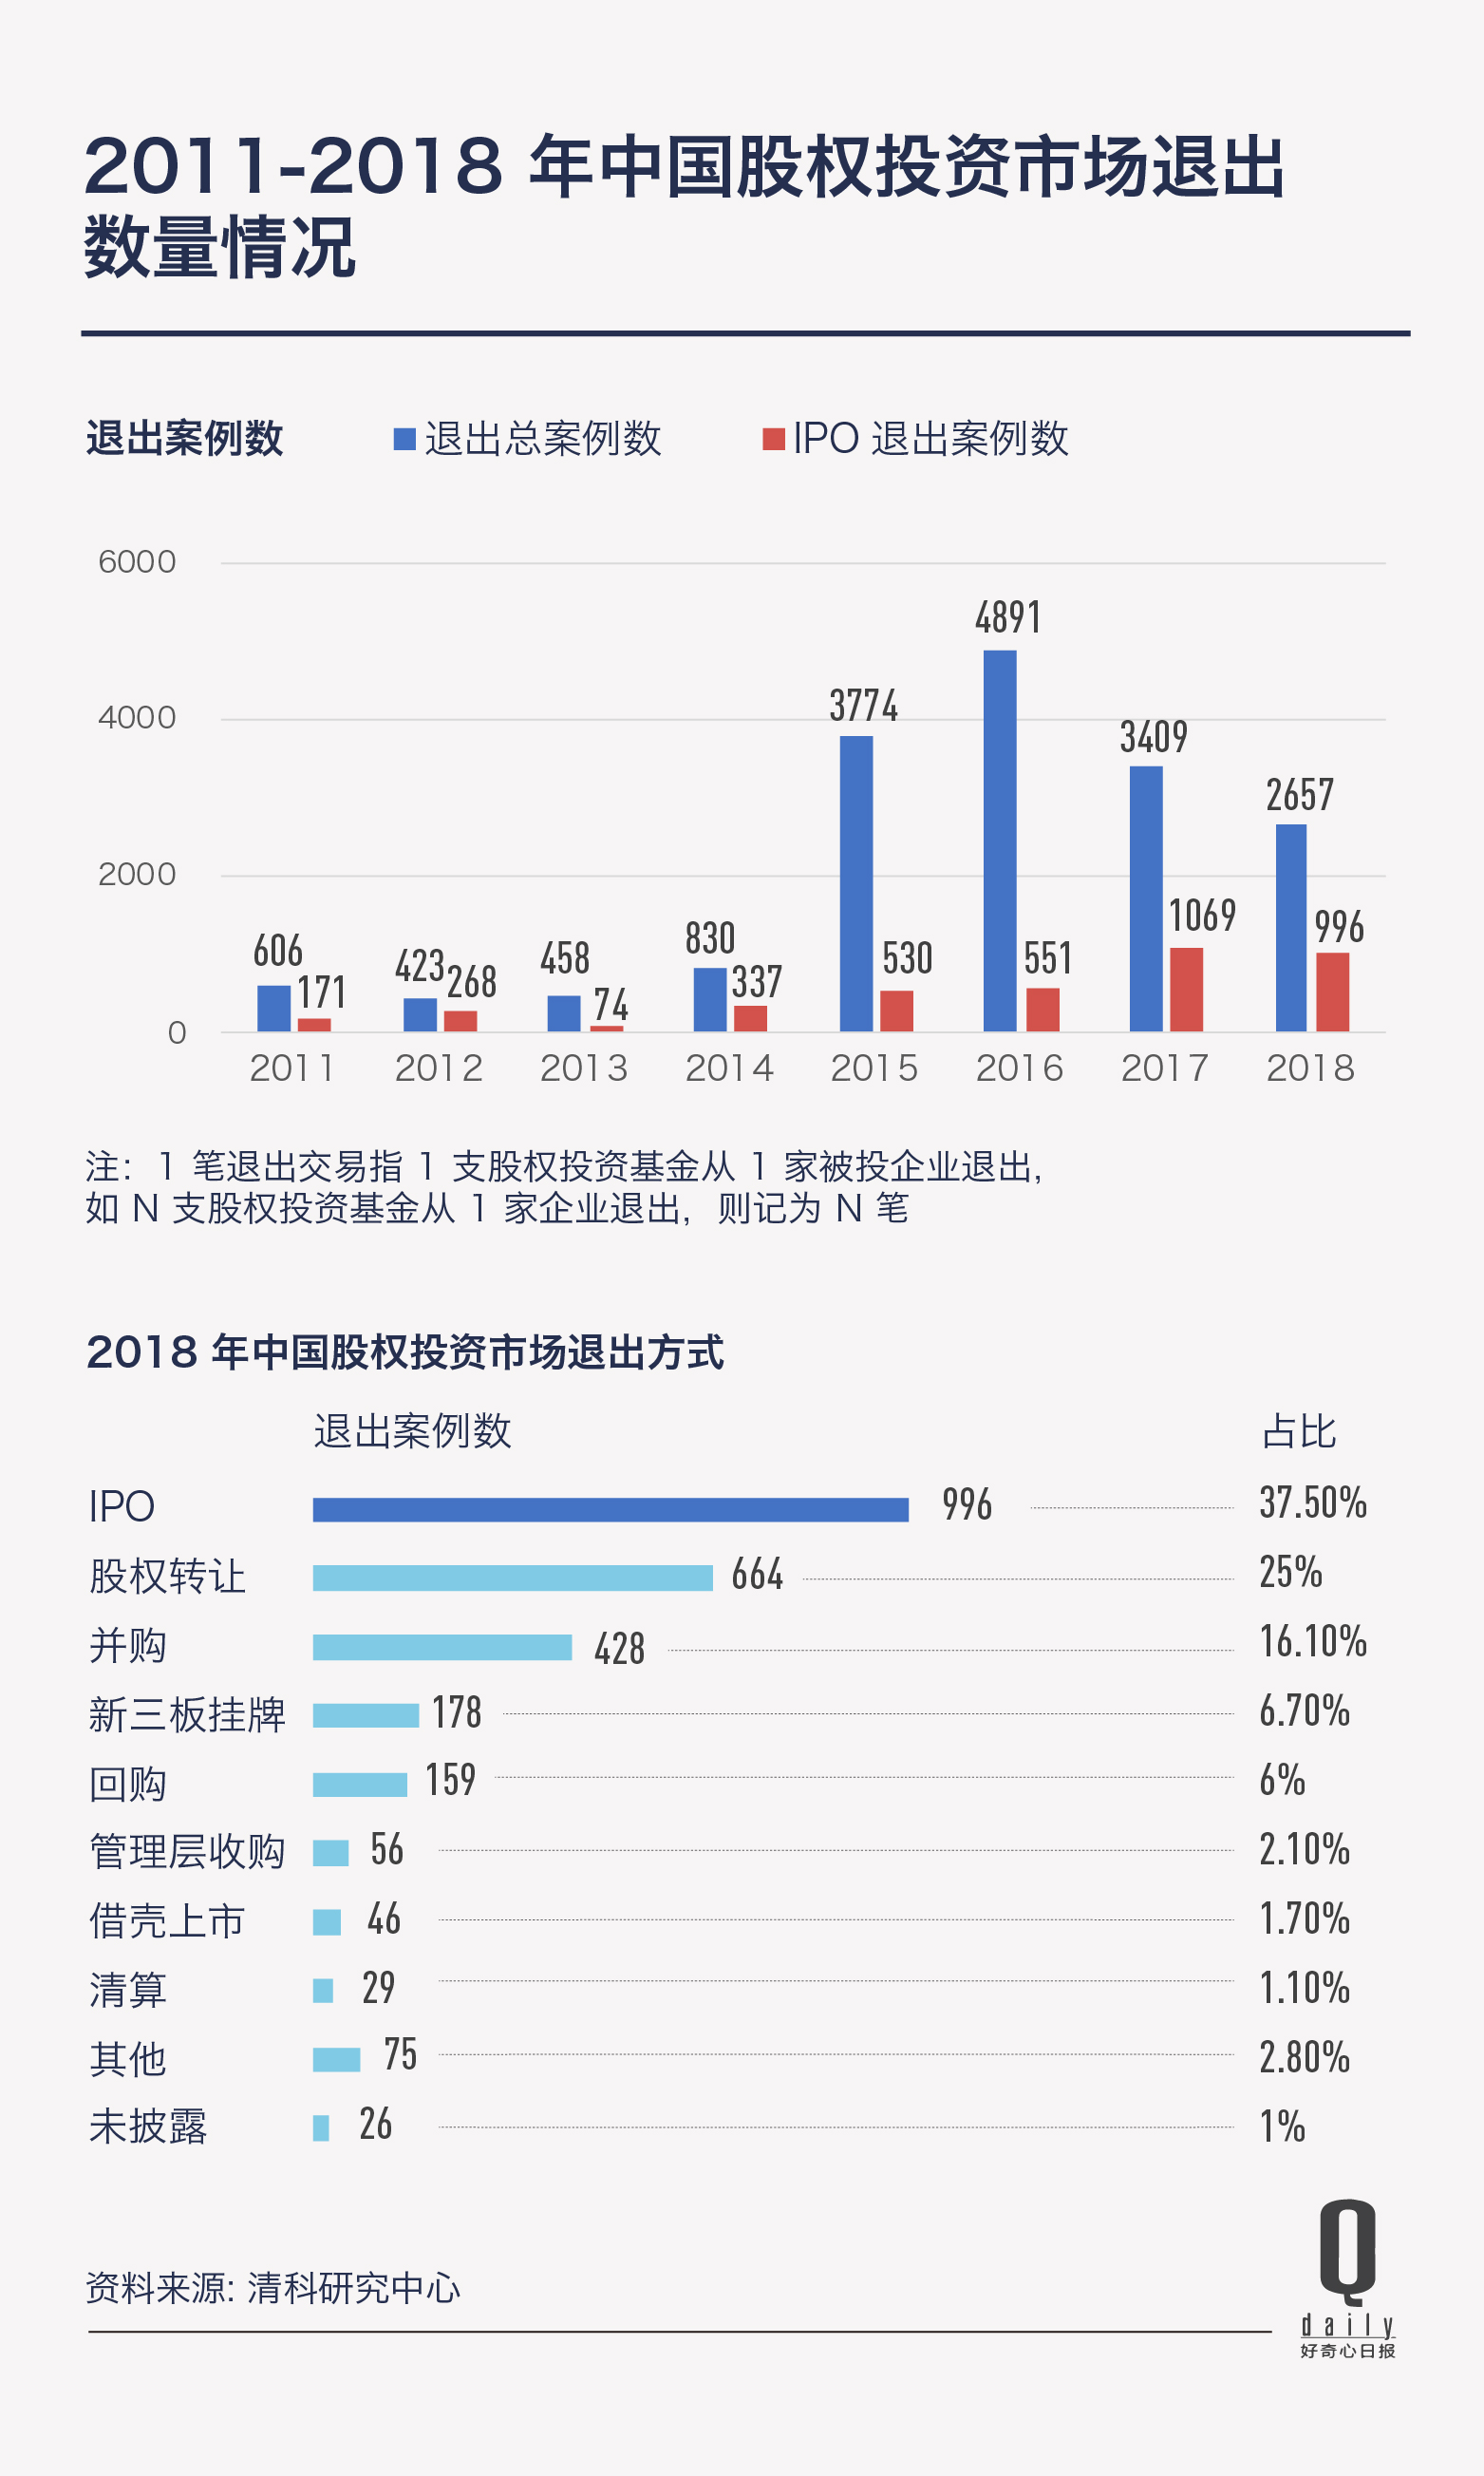 2011-2018 年中国股权投资市场退出
数量情况
退出案例数 退出总案例数 IPO 退出案例数
6000
4000
2000
0
606 171 423 268 458 74 830 337 3774 530 4891 551 3409 1069 2657 996
2011 2012 2013 2014 2015 2016 2017 2018
注：1 笔退出交易指 1 支股权投资基金从 1 家被投企业退出，
如 N 支股权投资基金从 1 家企业退出，则记为 N 笔
2018 年中国股权投资市场退出方式
退出案例数 占比
IPO 996 37.50%
股权转让 664 25%
并购 428 16.10%
新三板挂牌 178 6.70%
回购 159 6%
管理层收购 56 2.10%
借壳上市 46 1.70%
清算 29 1.10%
其他 75 2.80%
未披露 26 1%
资料来源: 清科研究中心
Q
daily
好奇心日报